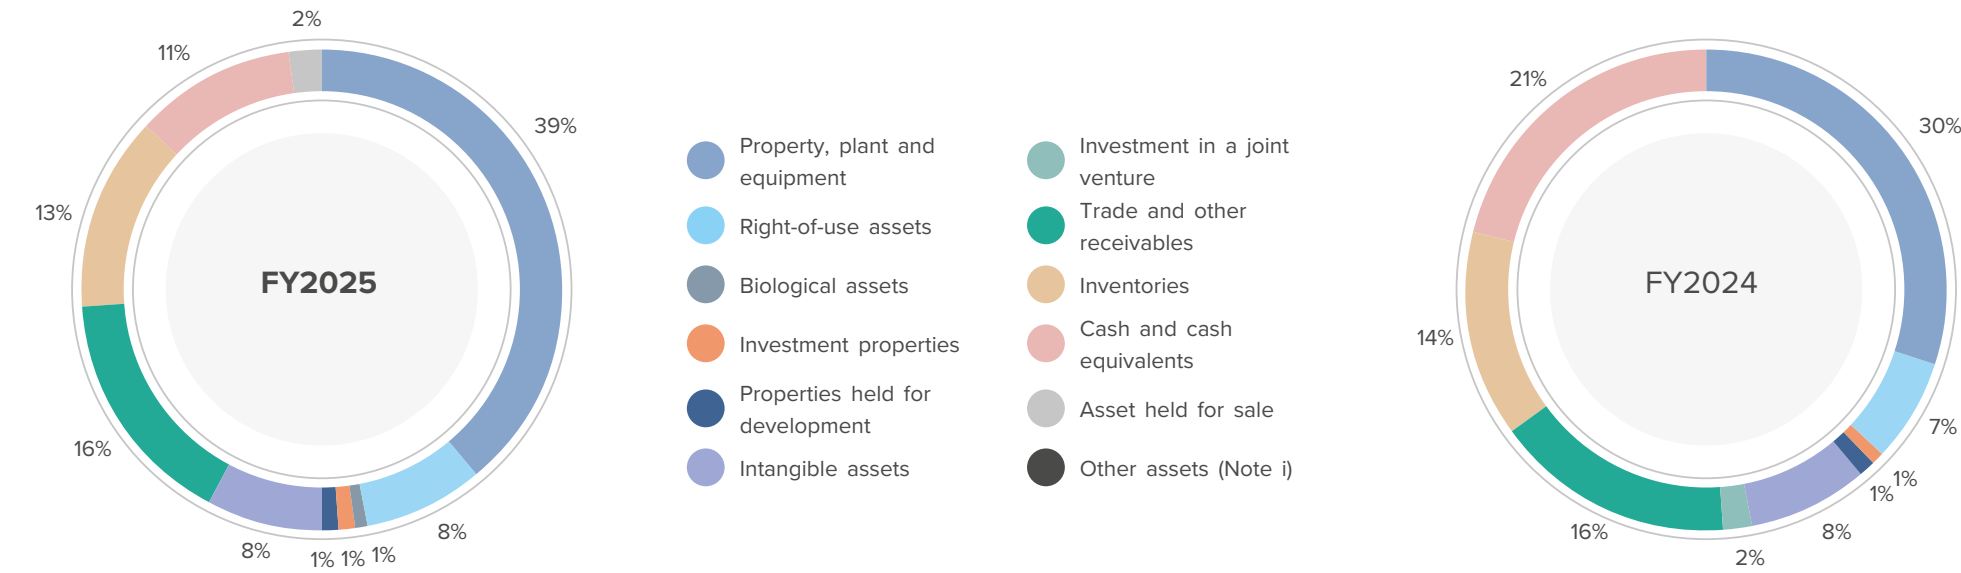 2%
11%
39%
13%
FY2025
16%
8%
8%
1%
1%
1%
Property, plant and
equipment
Right-of-use assets
Biological assets
Investment properties
Properties held for
development
Intangible assets
Investment in a joint
venture
Trade and other
receivables
Inventories
Cash and cash
equivalents
Asset held for sale
Other assets (Note i)
21%
30%
FY2024
14%
7%
1%
1%
16%
8%
2%